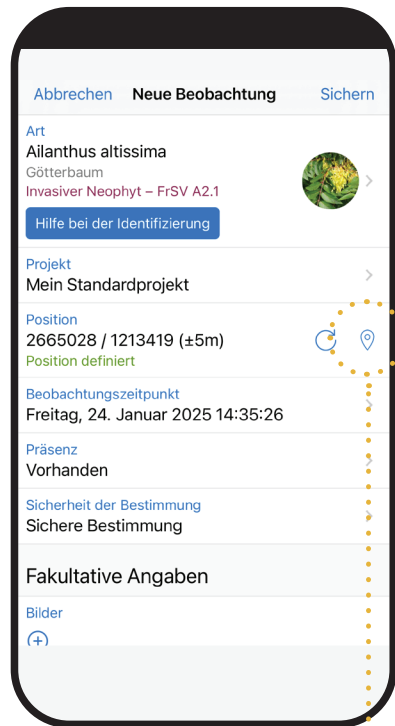 Abbrechen Neue Beobachtung Sichern
Art
Ailanthus altissima
Götterbaum
Invasiver Neophyt – FrSV A2.1
Hilfe bei der Identifizierung
Projekt
Mein Standardprojekt
Position
2665028 / 1213419 (±5m)
Position definiert
Beobachtungszeitpunkt
Freitag, 24. Januar 2025 14:35:26
Präsenz
Vorhanden
Sicherheit der Bestimmung
Sichere Bestimmung
Fakultative Angaben
Bilder